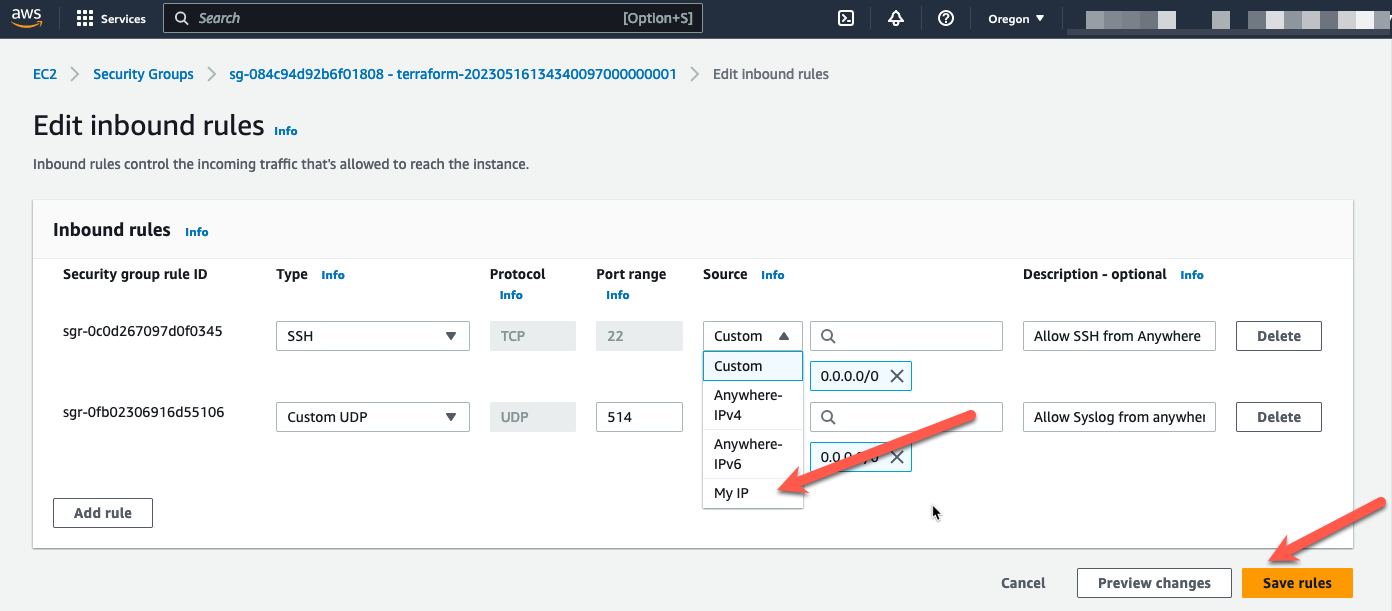 aws Services Search [Option+S] Oregon
EC2 Security Groups sg-084c94d92b6f01808 - terraform-20230516134340097000000001 Edit inbound rules
Edit inbound rules Info
Inbound rules control the incoming traffic that's allowed to reach the instance.
Inbound rules Info
Security group rule ID Type Info Protocol Port range Source Info Description - optional Info
Info Info
sgr-0c0d267097d0f0345 SSH TCP 22 Custom Allow SSH from Anywhere Delete
Custom 0.0.0.0/0
Anywhere-
IPv4
sgr-0fb02306916d55106 Custom UDP UDP 514 Allow Syslog from anywher Delete
Anywhere-
IPv6
0.0.0.0/0
My IP
Add rule
Cancel Preview changes Save rules